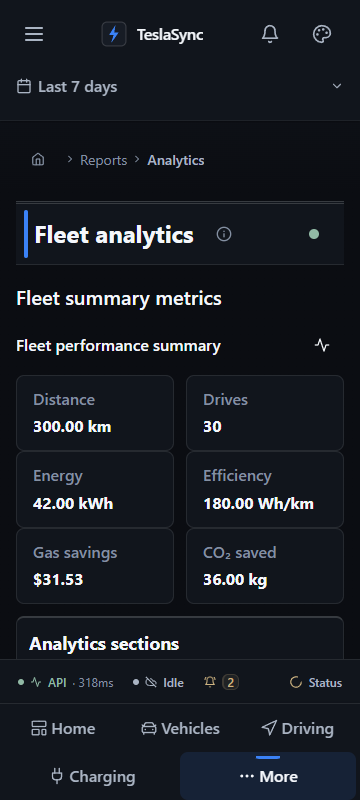 TeslaSync
Last 7 days
Reports Analytics
Fleet analytics
Fleet summary metrics
Fleet performance summary
Distance
300.00 km
Drives
30
Energy
42.00 kWh
Efficiency
180.00 Wh/km
Gas savings
$31.53
CO₂ saved
36.00 kg
Analytics sections
API · 318ms Idle 2 Status
Home Vehicles Driving
Charging More